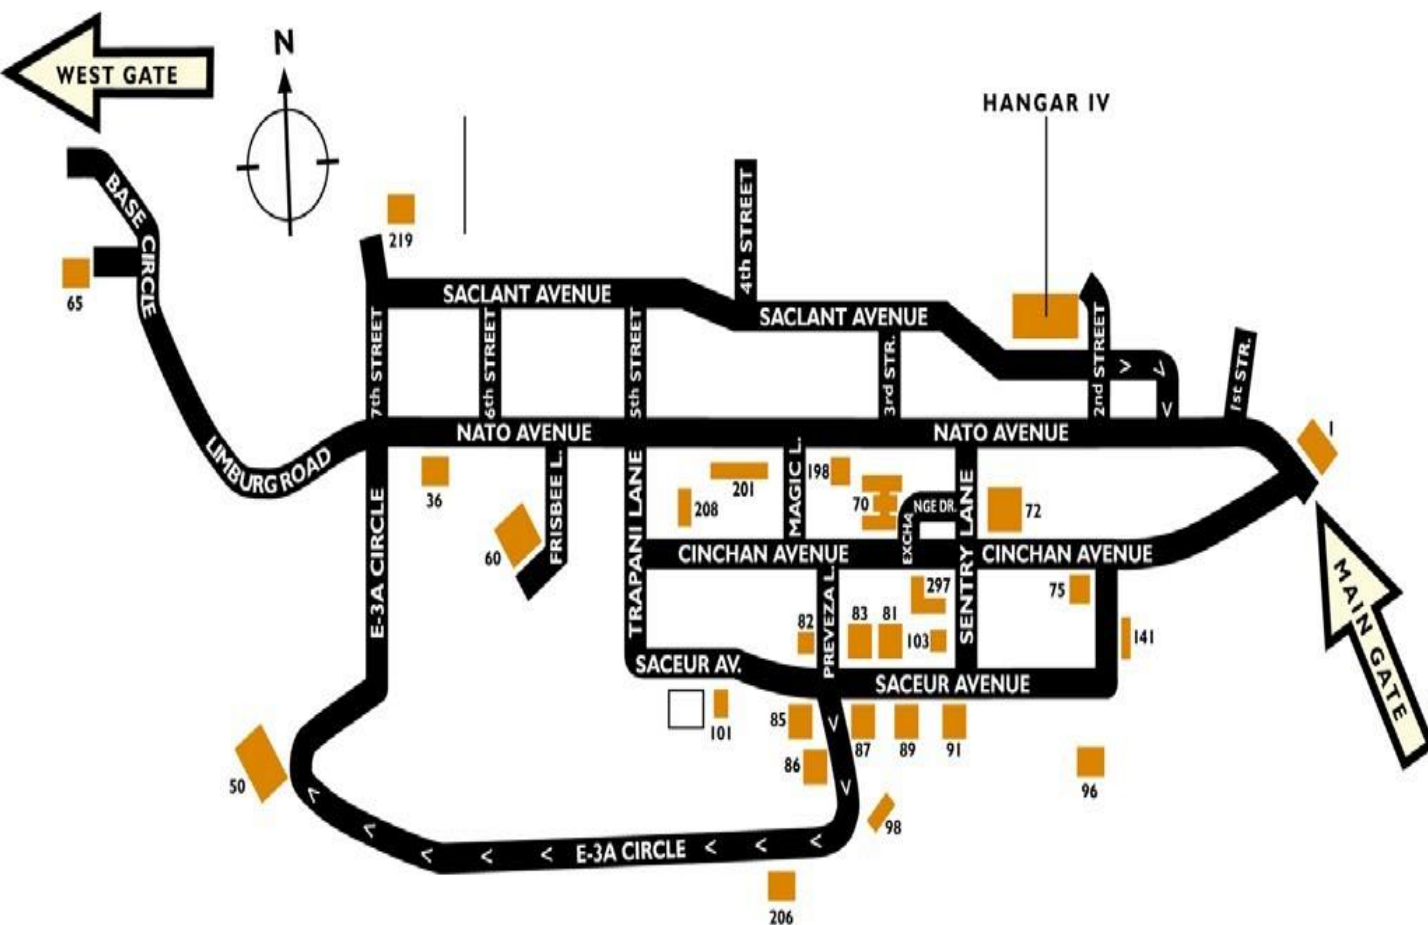 WEST GATE
N
HANGAR IV
BASE CIRCLE
219
65
4th STREET
SACLANT AVENUE
SACLANT AVENUE
7th STREET
6th STREET
5th STREET
3rd STR.
2nd STREET
1st STR.
> > >
NATO AVENUE
NATO AVENUE
1
LIMBURG ROAD
36
FRISBEE L.
TRAPANI LANE
201
208
MAGIC L.
198
70
EXCHANGE DR.
SENTRY LANE
72
60
CINCHAN AVENUE
CINCHAN AVENUE
E-3A CIRCLE
297
75
82
PREVEZA L.
83
81
103
141
MAIN GATE
SACEUR AV.
SACEUR AVENUE
101
85
87
89
91
86
96
50
98
< < < < < E-3A CIRCLE < < < < <
206